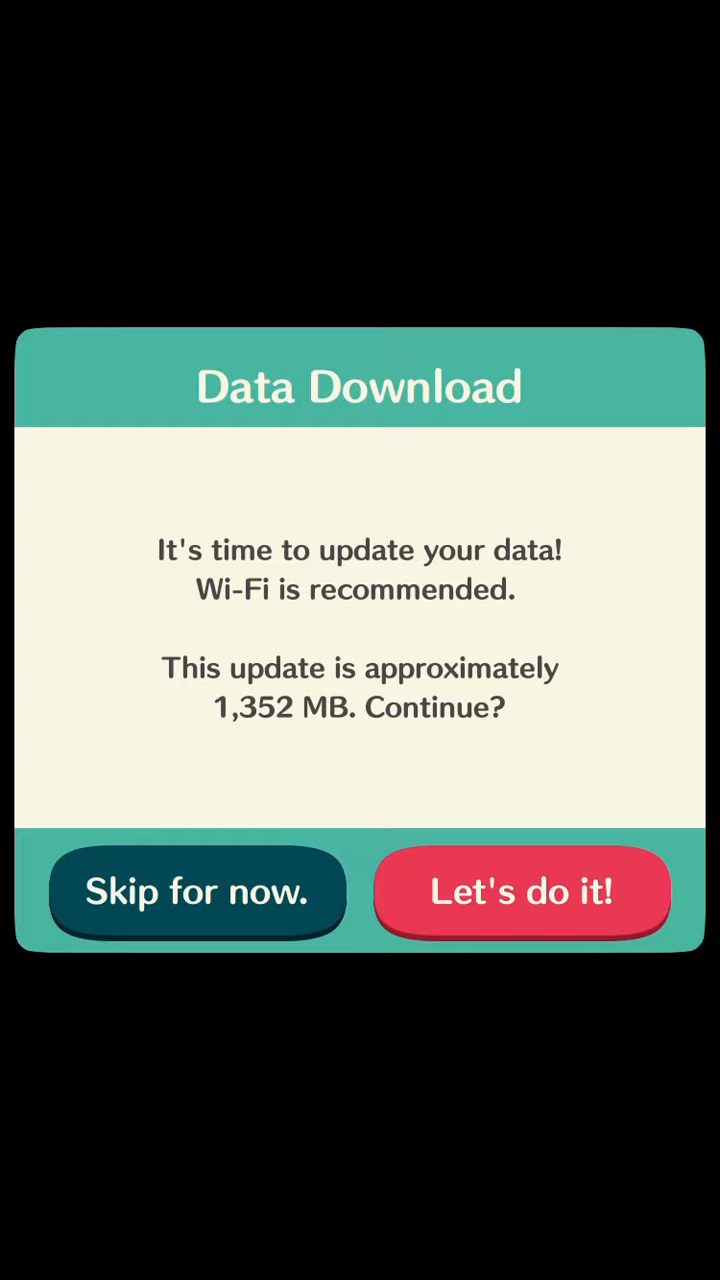 Data Download
It's time to update your data!
Wi-Fi is recommended.
This update is approximately
1,352 MB. Continue?
Skip for now.
Let's do it!